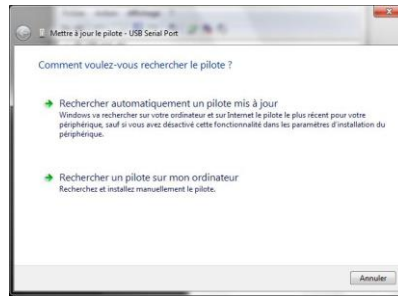 Mettre à jour le pilote - USB Serial Port
Comment voulez-vous rechercher le pilote ?
Rechercher automatiquement un pilote mis à jour
Windows va rechercher sur votre ordinateur et sur Internet le pilote le plus récent pour votre
périphérique, sauf si vous avez désactivé cette fonctionnalité dans les paramètres d'installation du
périphérique.
Rechercher un pilote sur mon ordinateur
Recherchez et installez manuellement le pilote.
Annuler